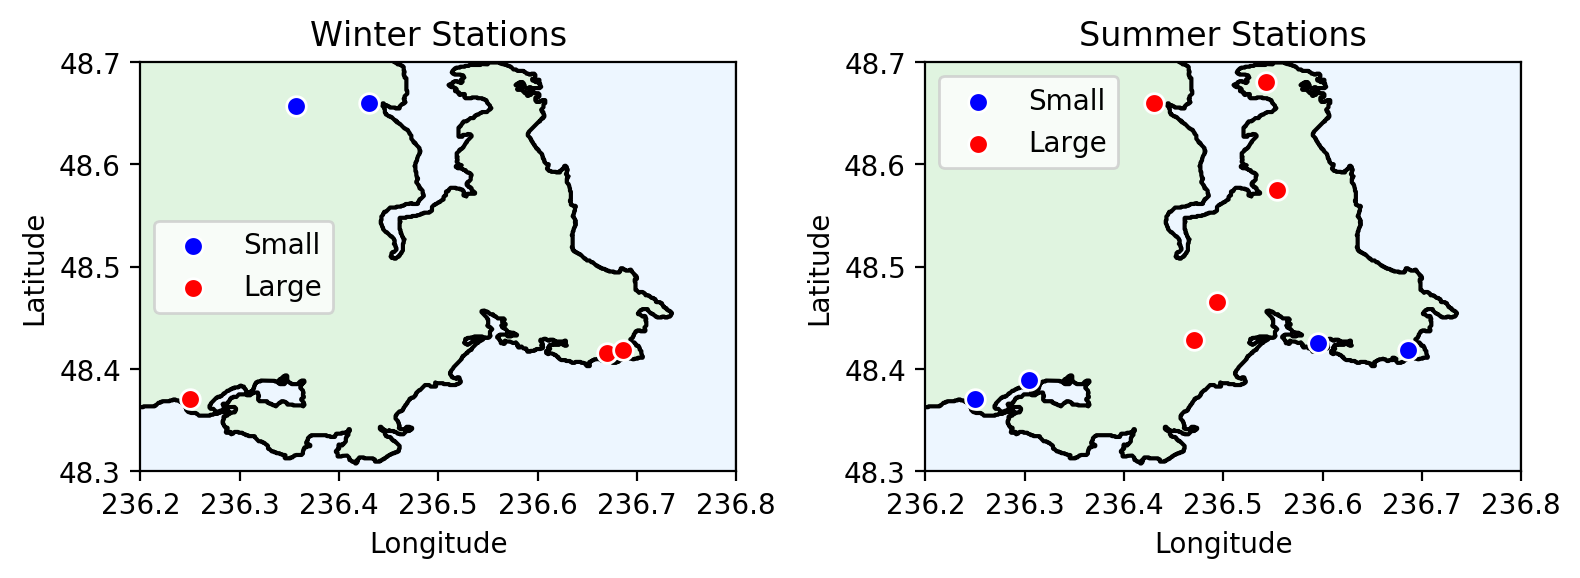 Winter Stations
48.7
48.6
48.5
48.4
48.3
Latitude
Small
Large
236.2 236.3 236.4 236.5 236.6 236.7 236.8
Longitude
Summer Stations
48.7
48.6
48.5
48.4
48.3
Latitude
Small
Large
236.2 236.3 236.4 236.5 236.6 236.7 236.8
Longitude